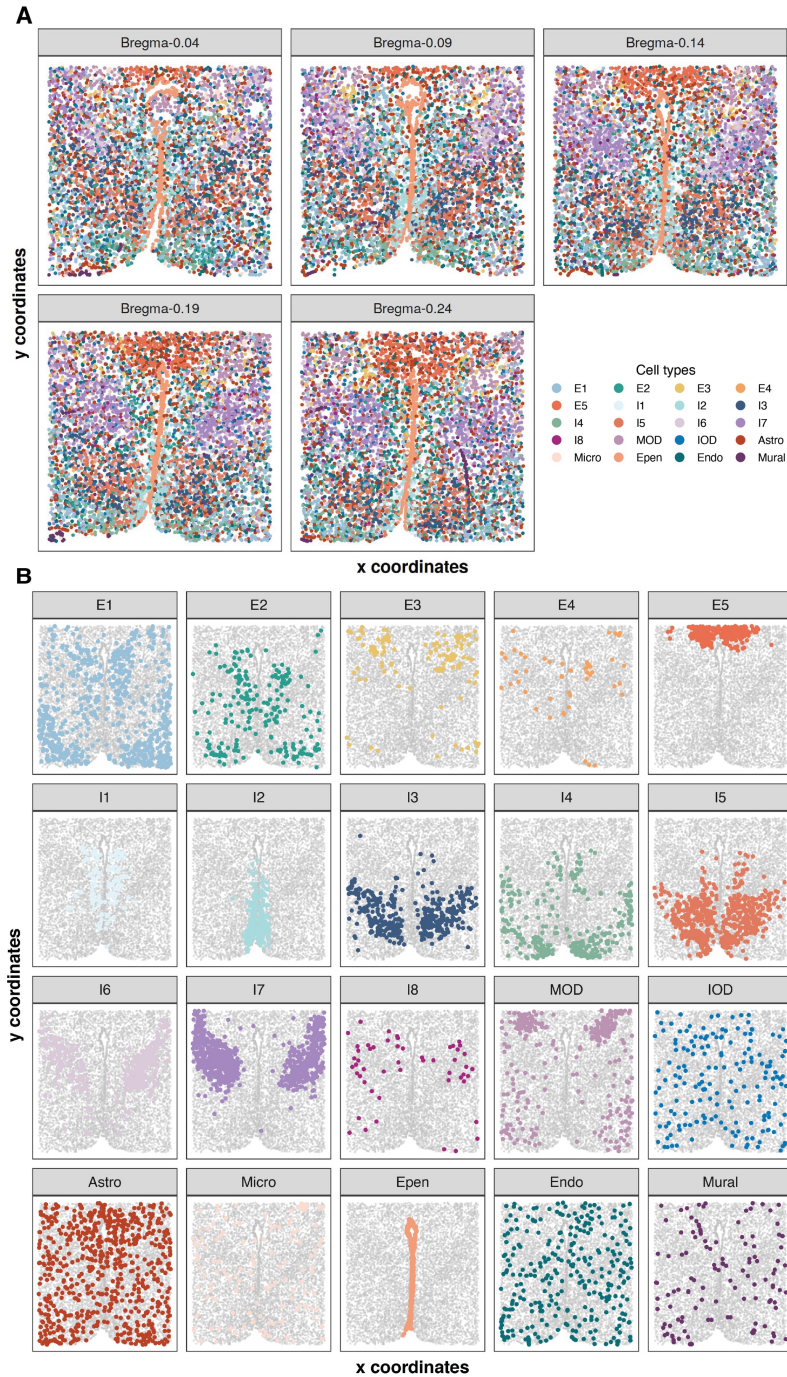 A
Bregma-0.04 Bregma-0.09 Bregma-0.14
Bregma-0.19 Bregma-0.24
y coordinates
x coordinates
Cell types
E1 E2 E3 E4
E5 I1 I2 I3
I4 I5 I6 I7
I8 MOD IOD Astro
Micro Epen Endo Mural
B
E1 E2 E3 E4 E5
I1 I2 I3 I4 I5
I6 I7 I8 MOD IOD
Astro Micro Epen Endo Mural
y coordinates
x coordinates